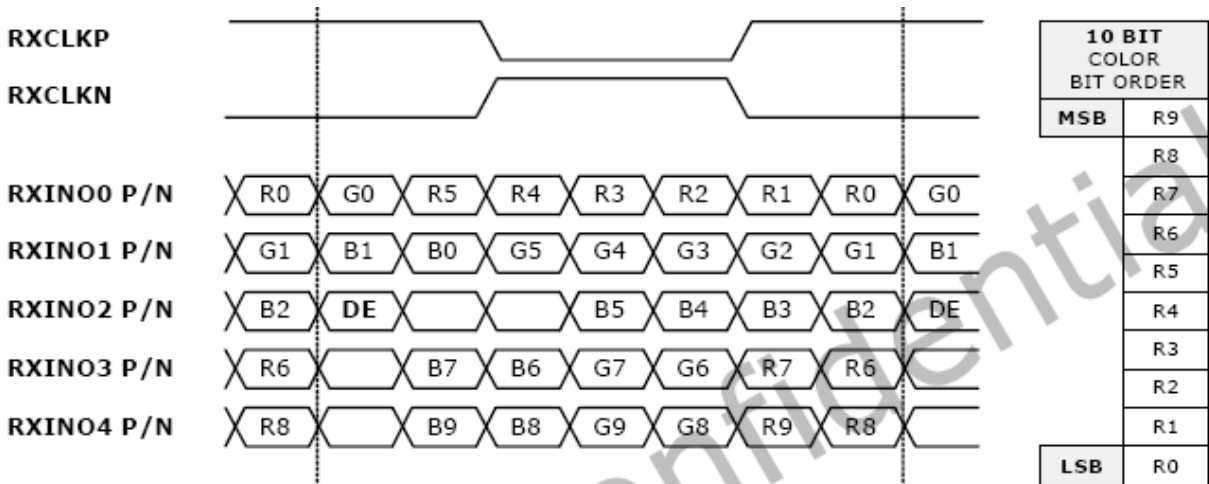 RXCLKP
RXCLKN
RXINO0 P/N R0 G0 R5 R4 R3 R2 R1 R0 G0
RXINO1 P/N G1 B1 B0 G5 G4 G3 G2 G1 B1
RXINO2 P/N B2 DE B5 B4 B3 B2 DE
RXINO3 P/N R6 B7 B6 G7 G6 R7 R6
RXINO4 P/N R8 B9 B8 G9 G8 R9 R8
10 BIT
COLOR
BIT ORDER
MSB R9
R8
R7
R6
R5
R4
R3
R2
R1
LSB R0
onfidential